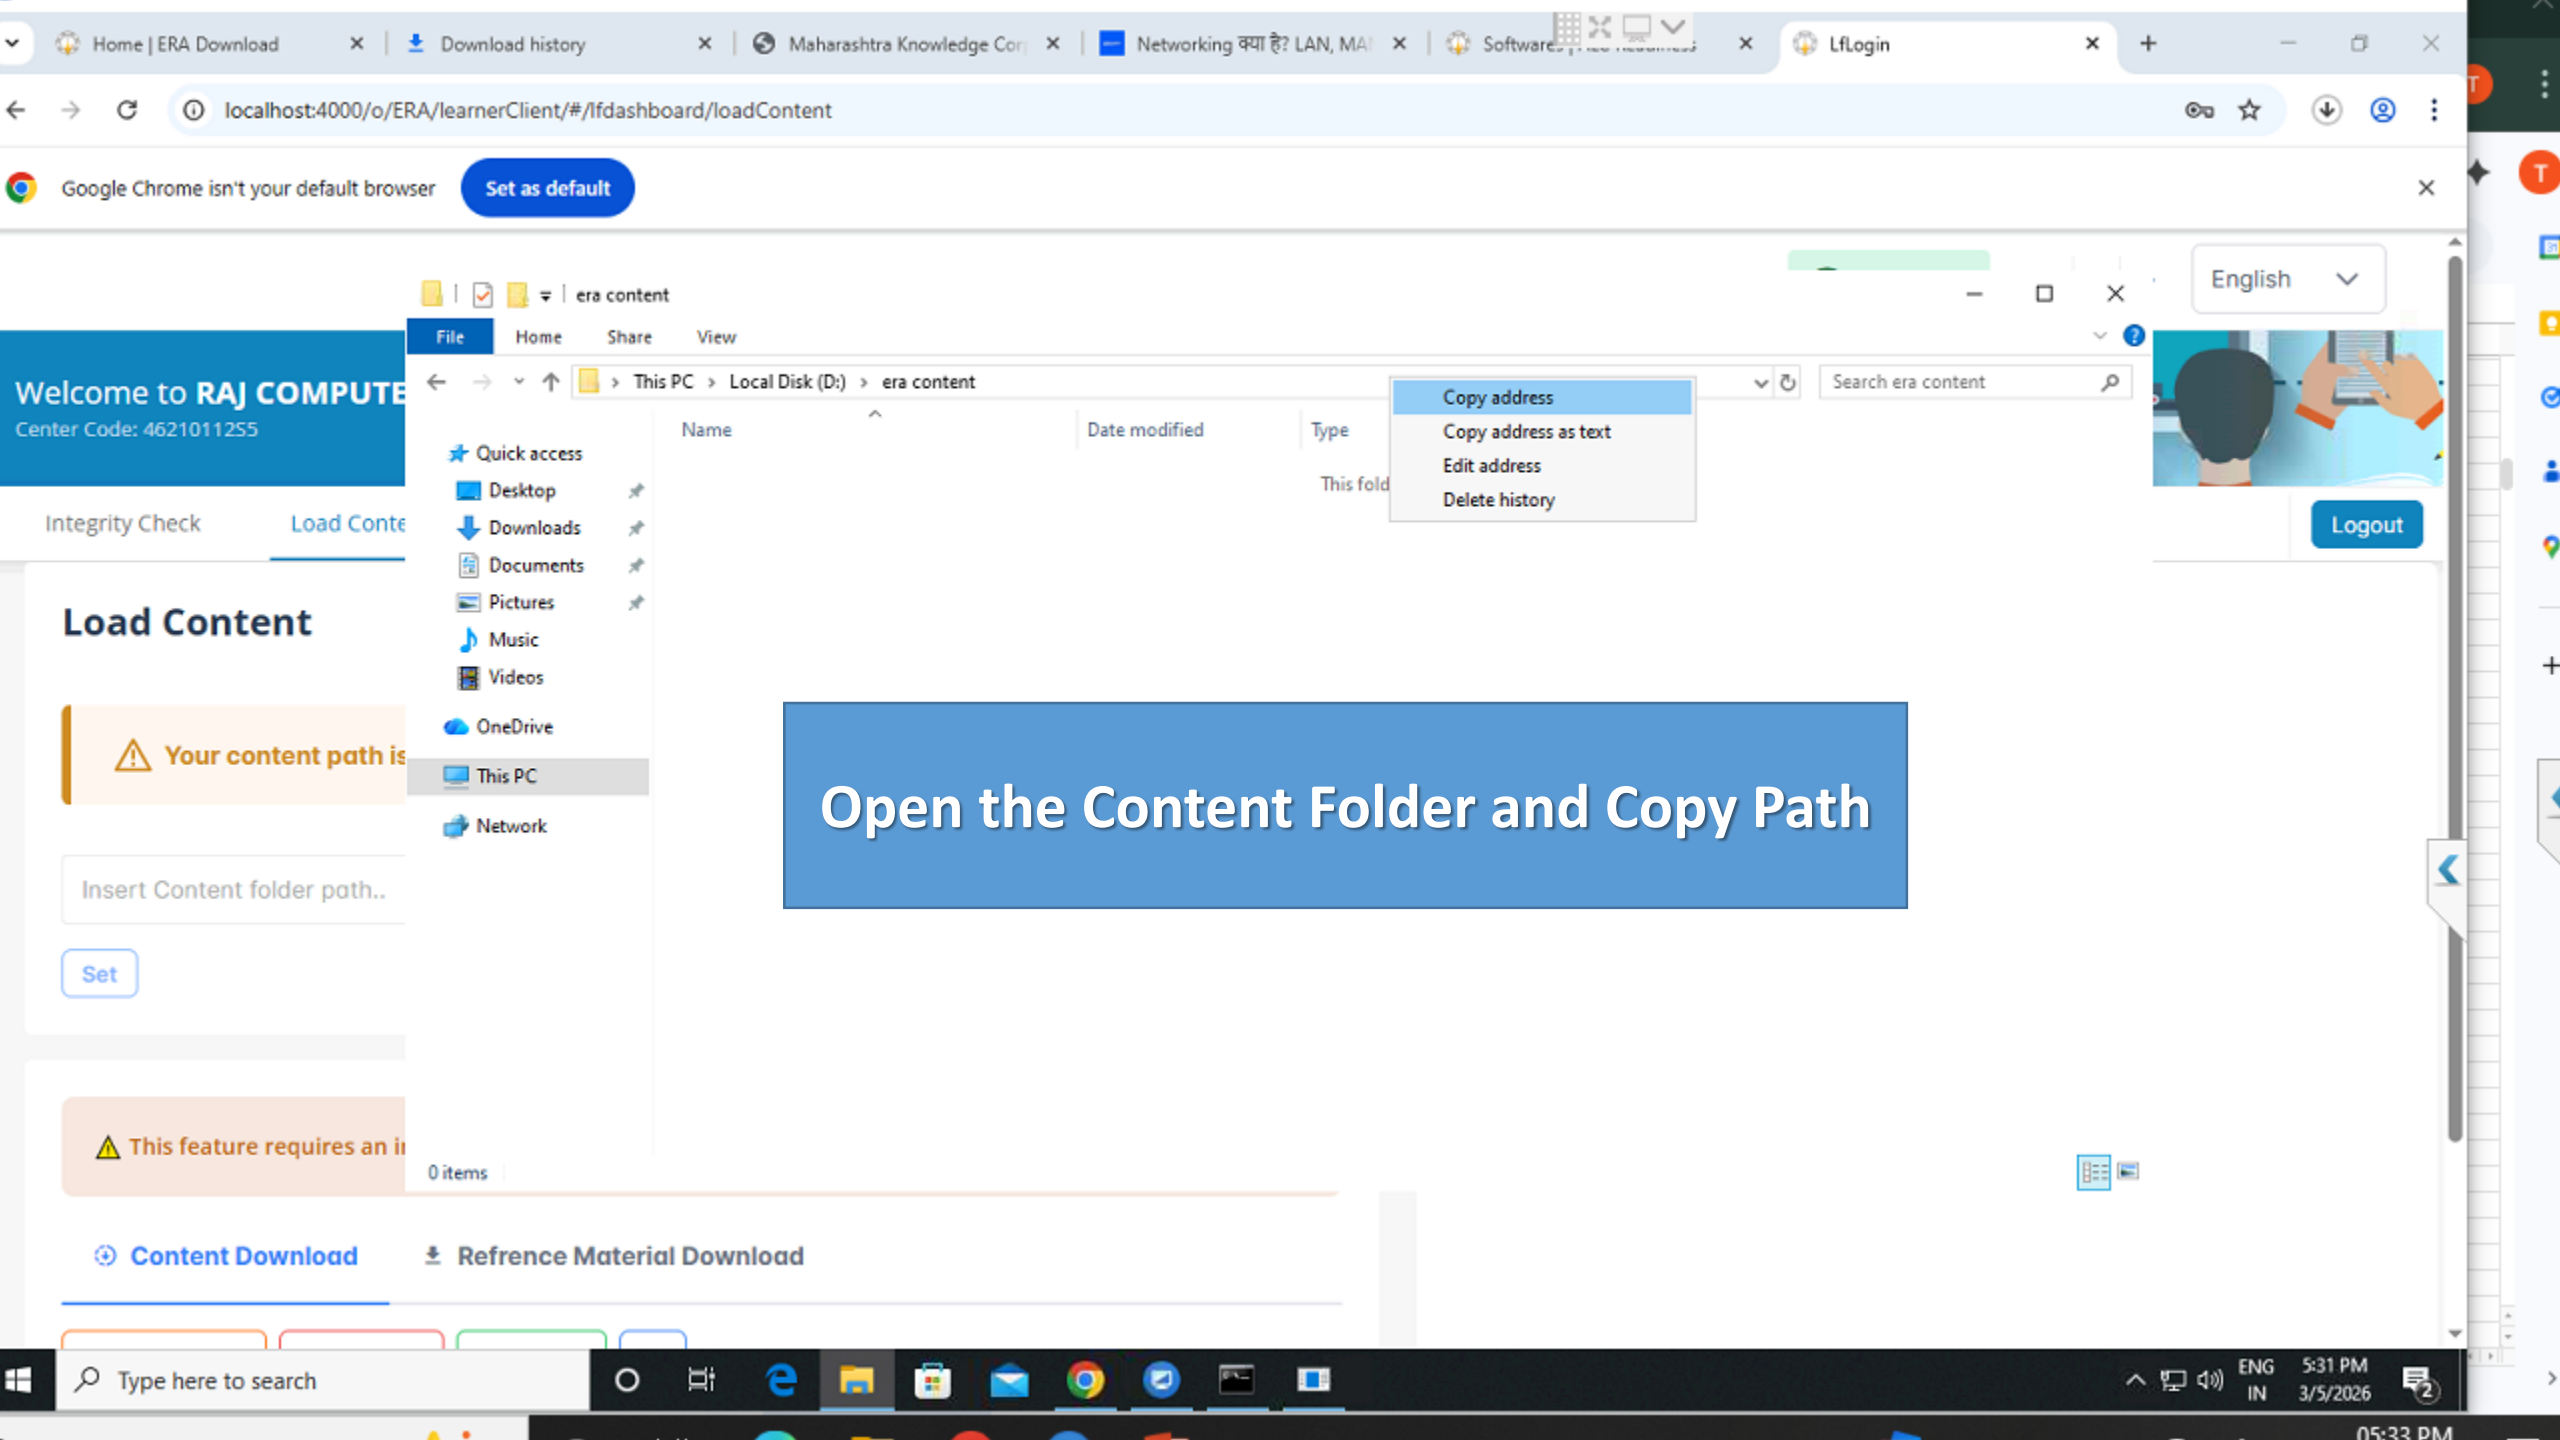 Home | ERA Download
Download history
Maharashtra Knowledge Cor
Networking क्या है? LAN, MA
Softwares
LfLogin
localhost:4000/o/ERA/learnerClient/#/lfdashboard/loadContent
Google Chrome isn't your default browser
Set as default
T
T
English
era content
File Home Share View
Welcome to RAJ COMPUTE
Center Code: 46210112S5
This PC > Local Disk (D:) > era content
Search era content
Copy address
Copy address as text
Edit address
Delete history
Name
Date modified
Type
This fold
Quick access
Desktop
Downloads
Documents
Pictures
Music
Videos
OneDrive
This PC
Network
Integrity Check
Load Conte
Logout
Load Content
Your content path is
Open the Content Folder and Copy Path
Insert Content folder path..
Set
This feature requires an i
0 items
Content Download
Refrence Material Download
Type here to search
ENG
IN
5:31 PM
3/5/2026
2
05:33 PM